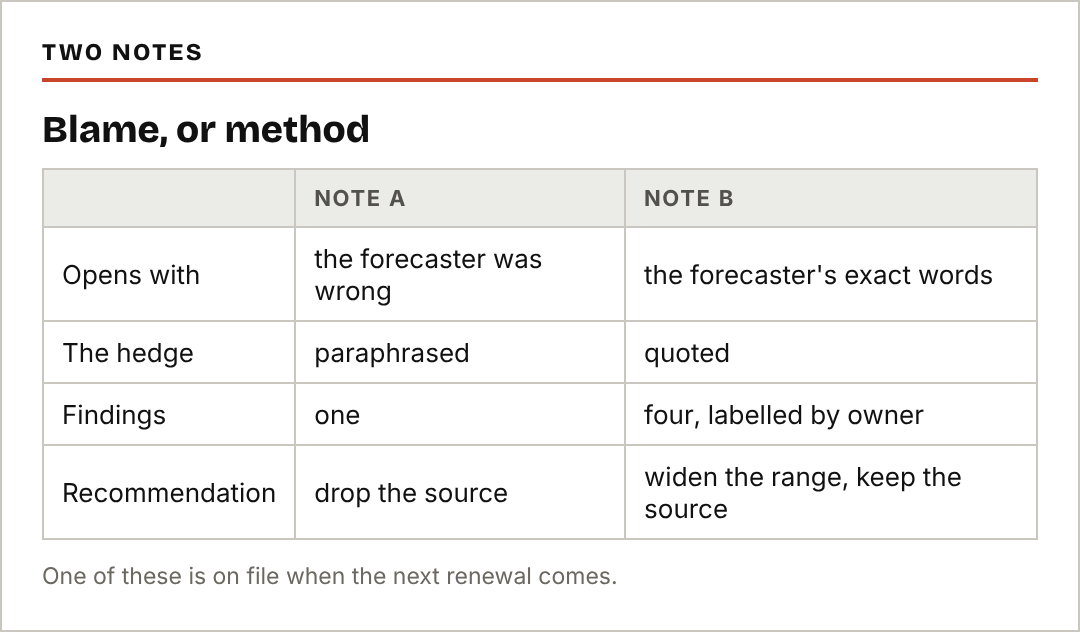 TWO NOTES
Blame, or method
NOTE A
NOTE B
Opens with
the forecaster was
wrong
the forecaster's exact words
The hedge
paraphrased
quoted
Findings
one
four, labelled by owner
Recommendation
drop the source
widen the range, keep the
source
One of these is on file when the next renewal comes.